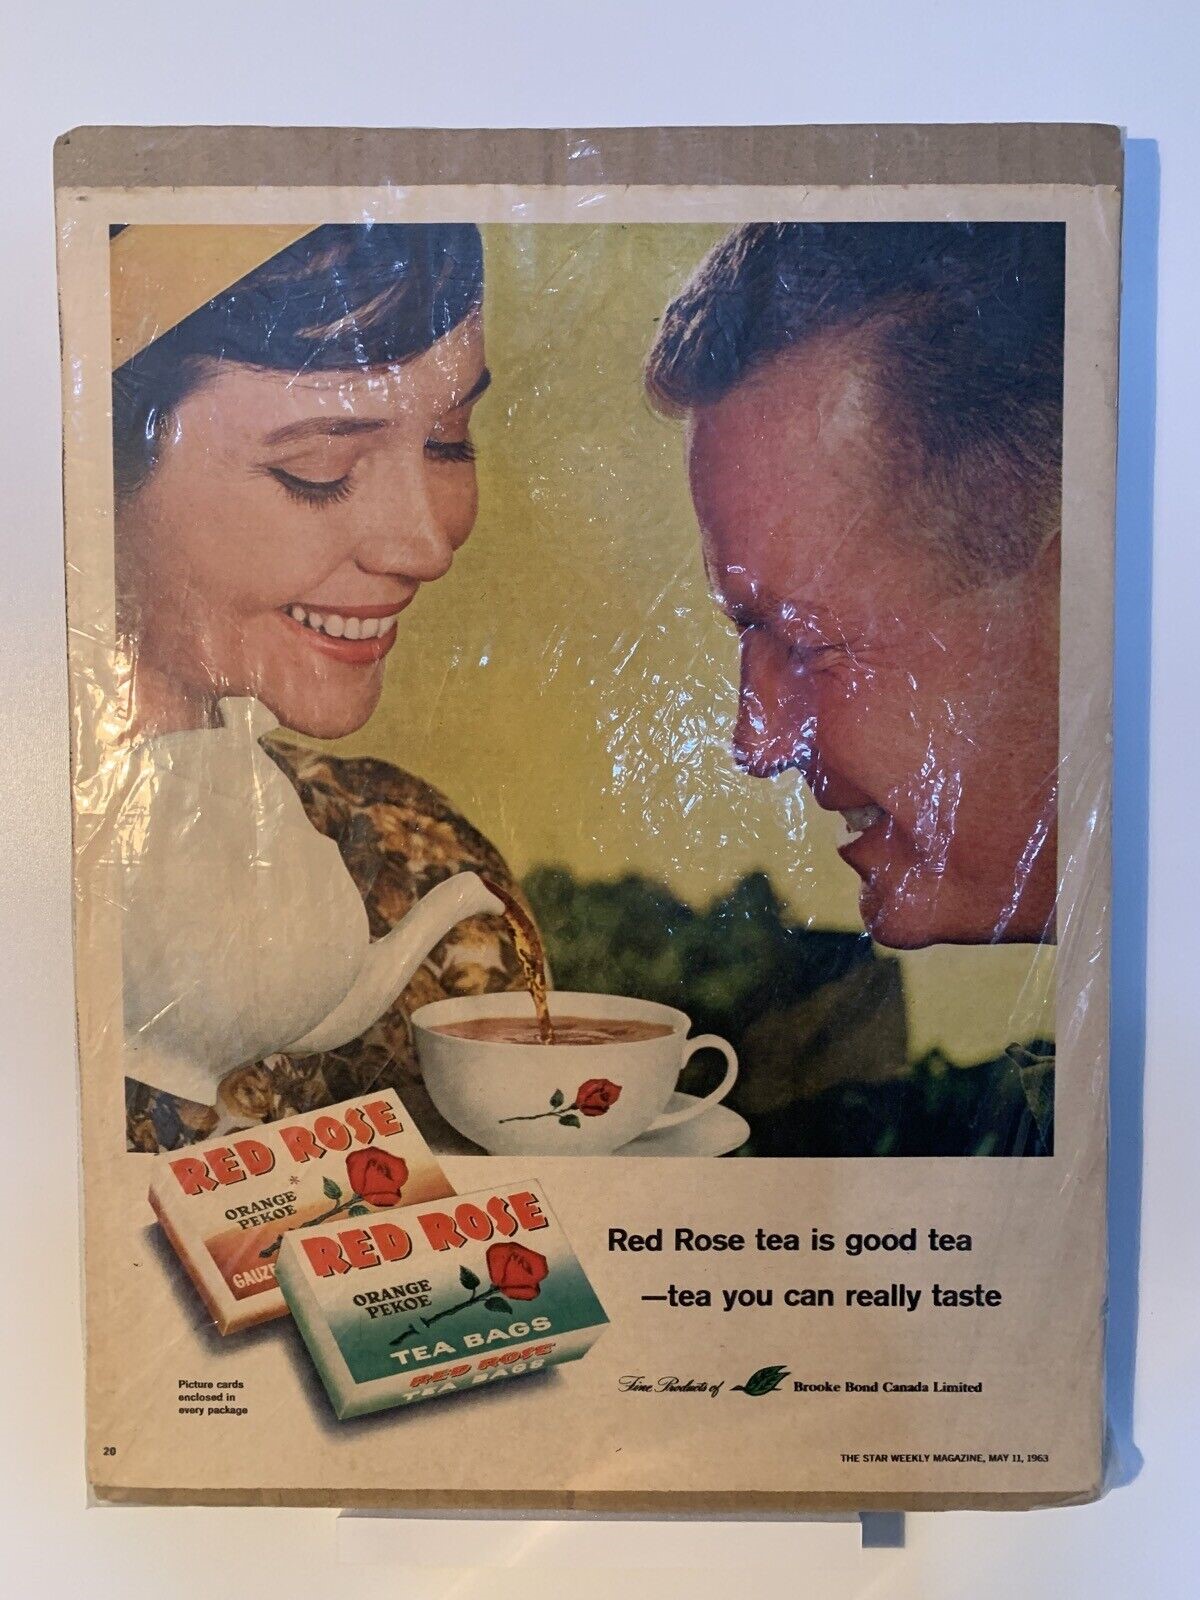 RED ROSE
*
ORANGE
PEKOE
RED ROSE
ORANGE
PEKOE
TEA BAGS
RED ROSE
TEA BAGS
Red Rose tea is good tea
—tea you can really taste
Picture cards
enclosed in
every package
Fine Products of Brooke Bond Canada Limited
20
THE STAR WEEKLY MAGAZINE, MAY 11, 1963